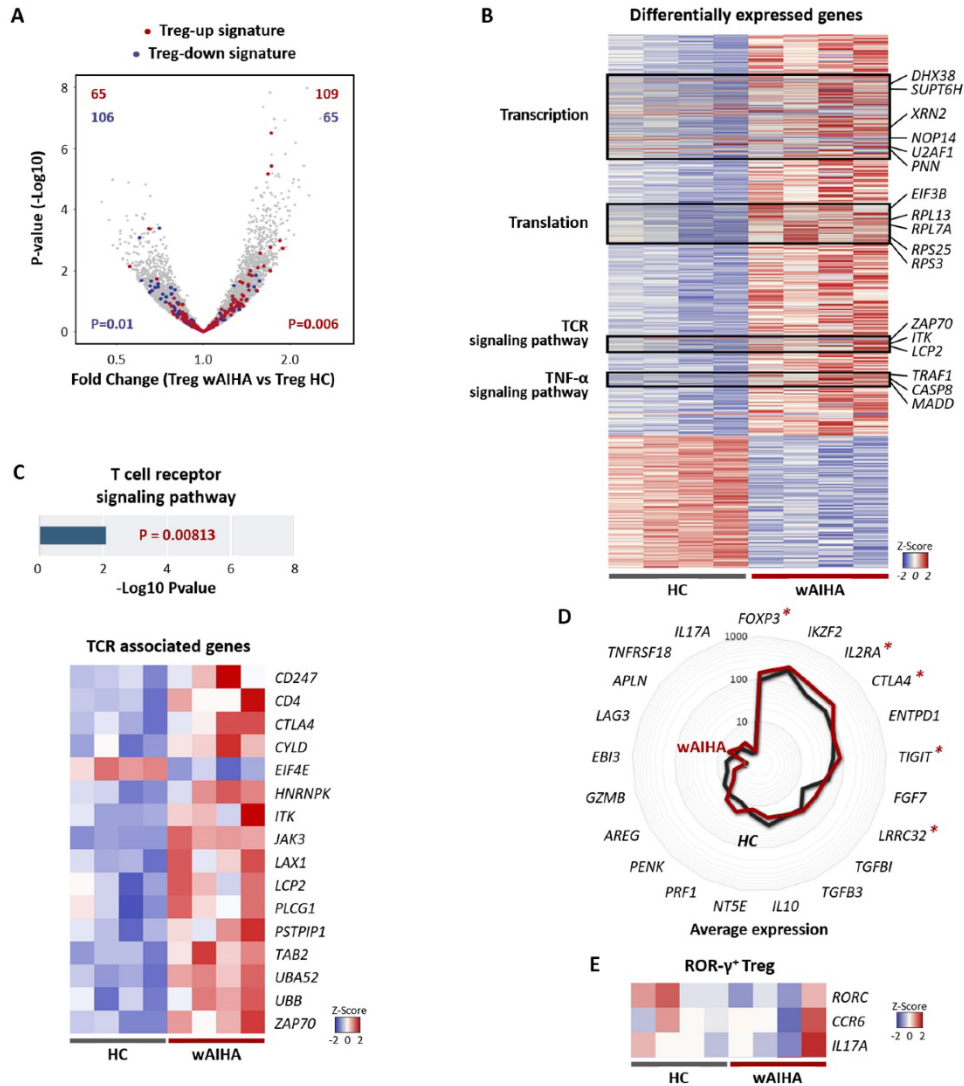 A
Treg-up signature
Treg-down signature
65
109
106
65
P-value (-Log10)
8
6
4
2
0
P=0.01
P=0.006
0.5
1.0
2.0
Fold Change (Treg wAIHA vs Treg HC)
B
Differentially expressed genes
Transcription
Translation
TCR
signaling pathway
TNF-α
signaling pathway
DHX38
SUPT6H
XRN2
NOP14
U2AF1
PNN
EIF3B
RPL13
RPL7A
RPS25
RPS3
ZAP70
ITK
LCP2
TRAF1
CASP8
MADD
Z-Score
-2 0 2
HC
wAIHA
C
T cell receptor
signaling pathway
P = 0.00813
0 2 4 6 8
-Log10 Pvalue
TCR associated genes
CD247
CD4
CTLA4
CYLD
EIF4E
HNRNPK
ITK
JAK3
LAX1
LCP2
PLCG1
PSTPIP1
TAB2
UBA52
UBB
ZAP70
Z-Score
-2 0 2
HC
wAIHA
D
FOXP3 *
IKZF2
IL2RA *
CTLA4 *
ENTPD1
TIGIT *
FGF7
LRRC32 *
TGFBI
TGFB3
IL10
NT5E
PRF1
PENK
AREG
GZMB
EBI3
LAG3
APLN
TNFRSF18
IL17A
1000
100
10
wAIHA
HC
Average expression
E
ROR-γ+ Treg
RORC
CCR6
IL17A
Z-Score
-2 0 2
HC
wAIHA